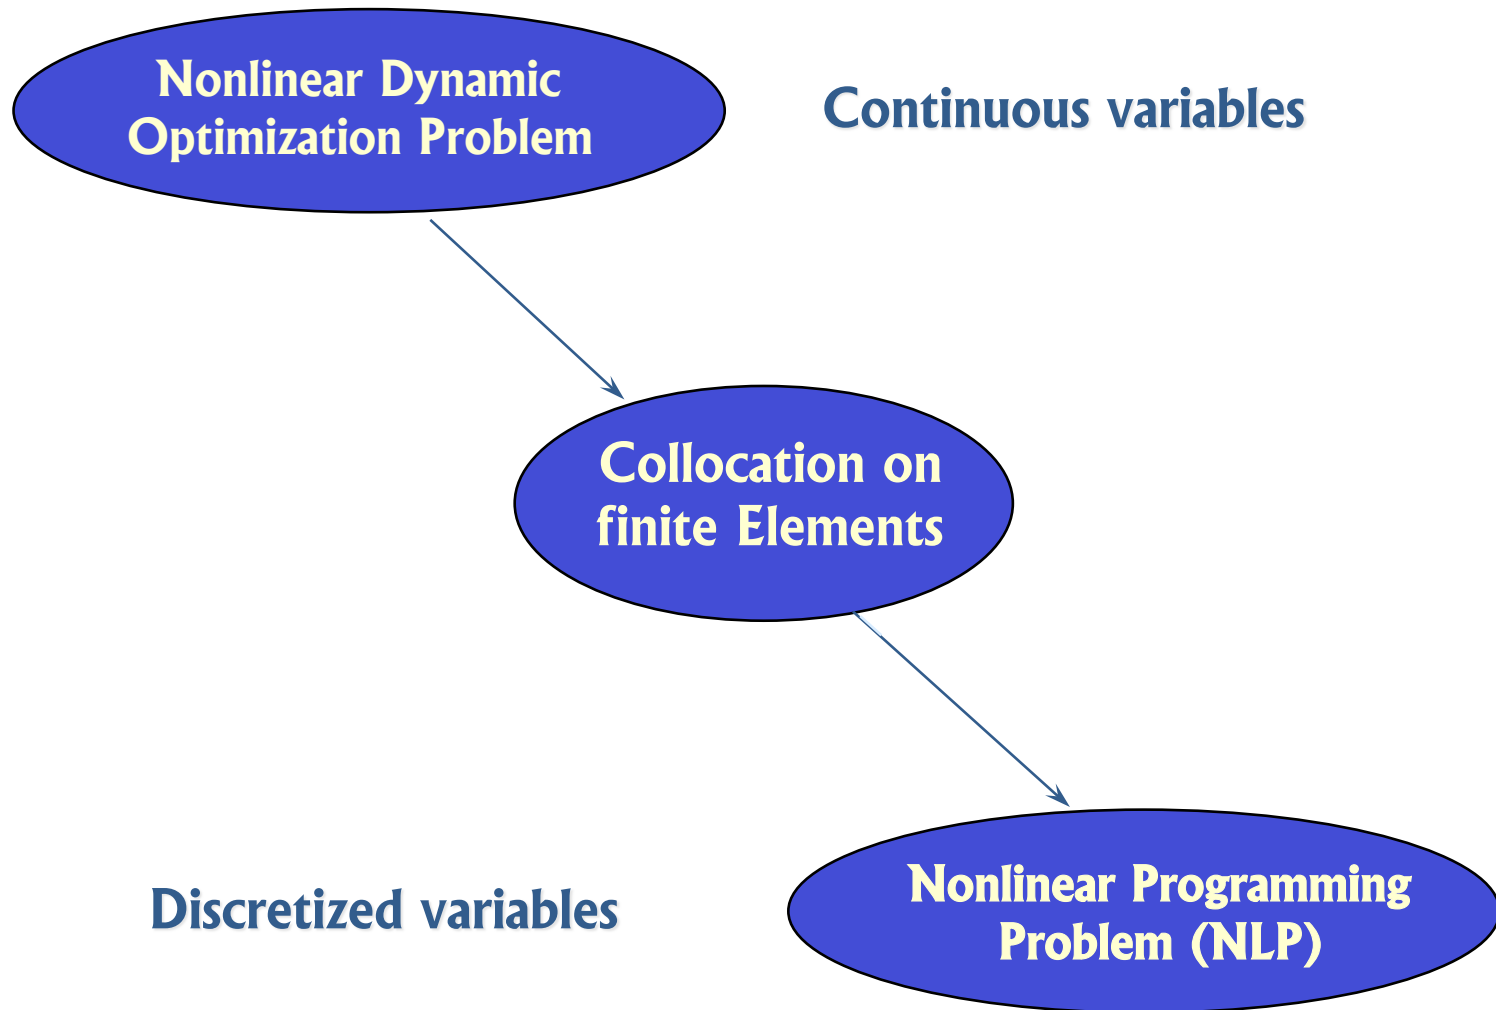 Nonlinear Dynamic
Optimization Problem
Continuous variables
Collocation on
finite Elements
Discretized variables
Nonlinear Programming
Problem (NLP)